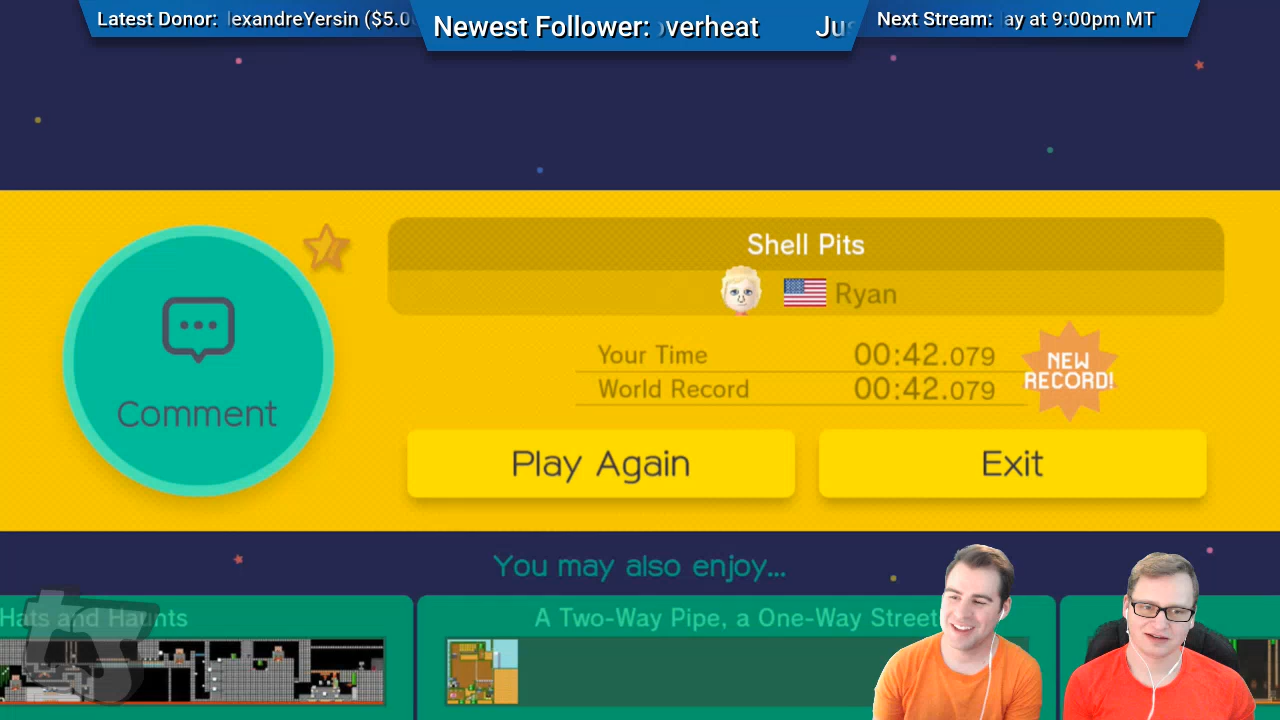 Latest Donor: lexandreYersin ($5.0
Newest Follower: overheat Jus
Next Stream: ay at 9:00pm MT
Shell Pits
Ryan
Your Time 00:42.079
World Record 00:42.079
NEW
RECORD!
Comment
Play Again
Exit
You may also enjoy...
Hats and Haunts
A Two-Way Pipe, a One-Way Street